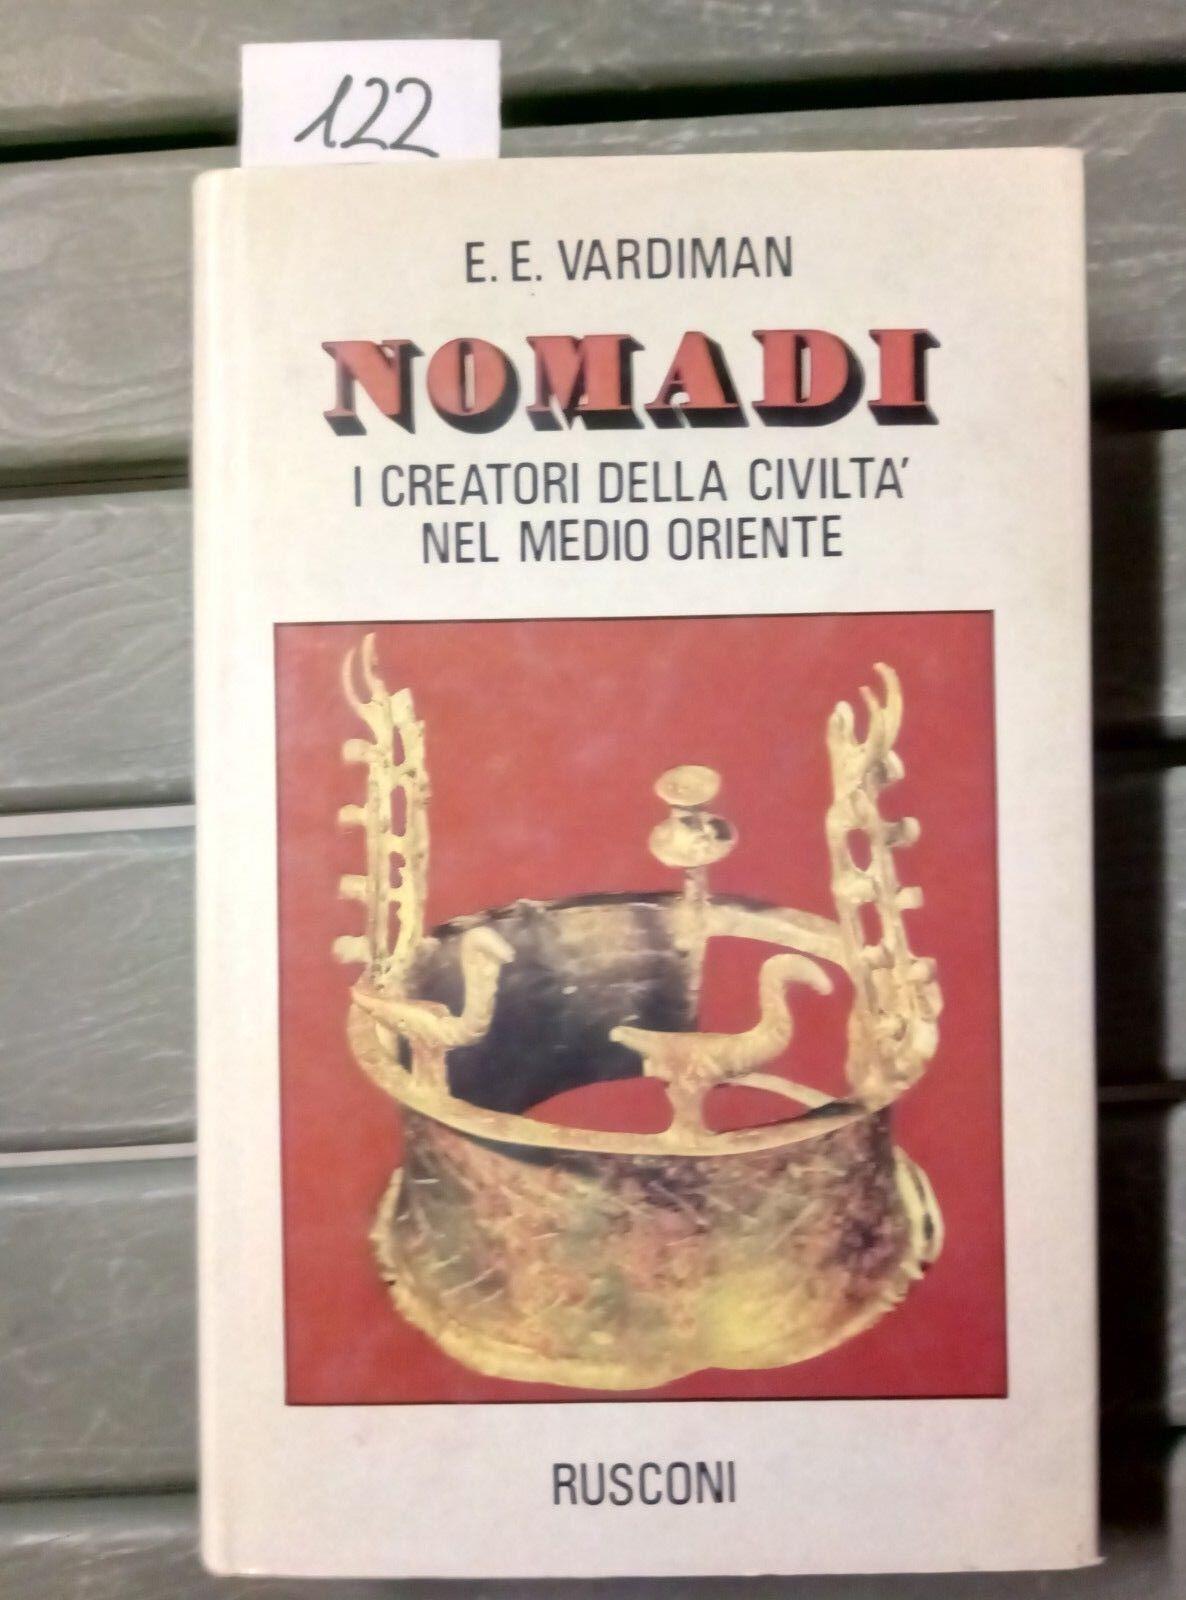 122
E. E. VARDIMAN
NOMADI
I CREATORI DELLA CIVILTA'
NEL MEDIO ORIENTE
RUSCONI